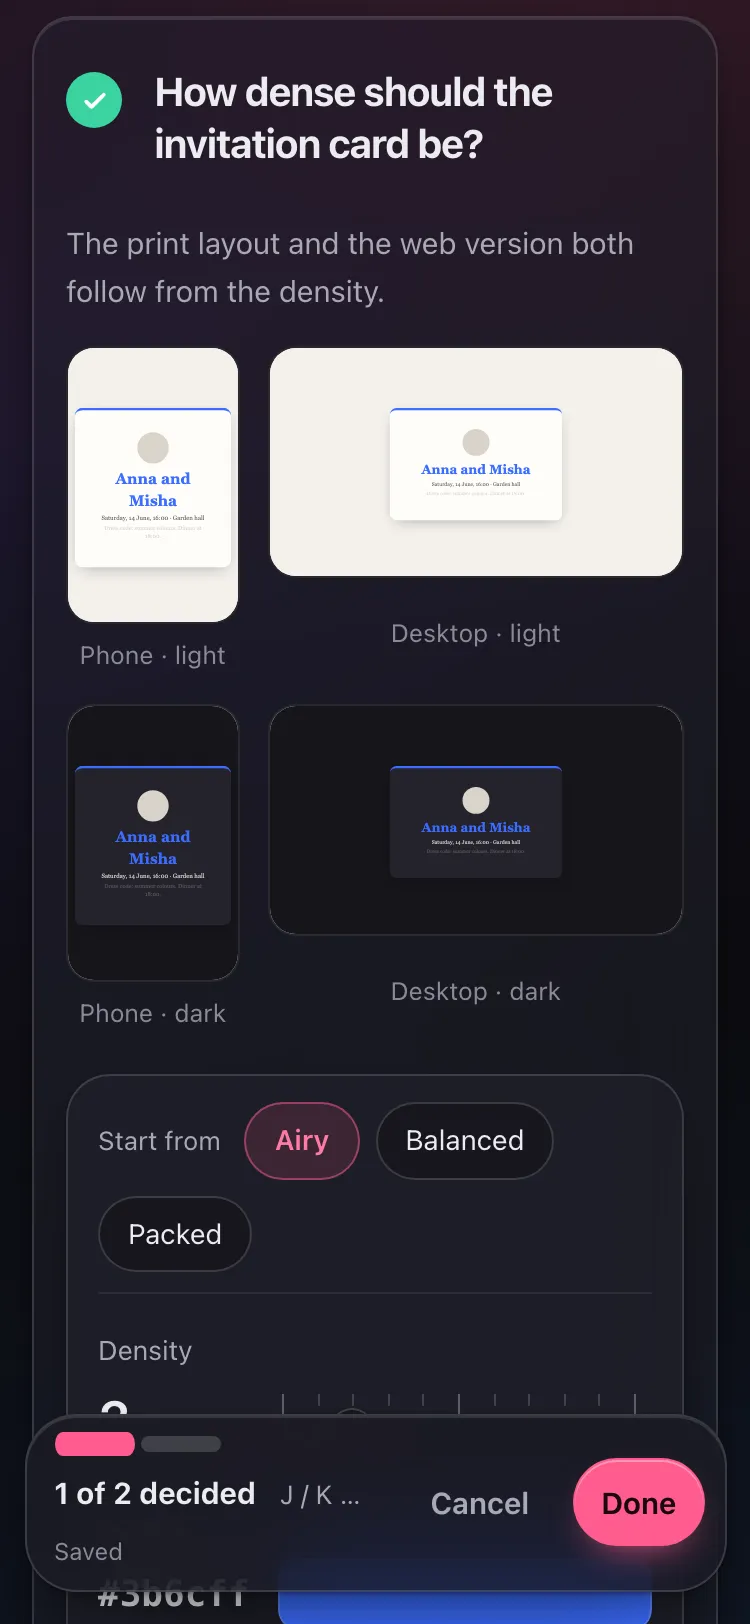 How dense should the
invitation card be?
The print layout and the web version both
follow from the density.
Anna and
Misha
Saturday, 14 June, 16:00 · Garden hall
Anna and Misha
Saturday, 14 June, 16:00 · Garden hall
Phone · light
Desktop · light
Anna and
Misha
Saturday, 14 June, 16:00 · Garden hall
Anna and Misha
Saturday, 14 June, 16:00 · Garden hall
Phone · dark
Desktop · dark
Start from
Airy
Balanced
Packed
Density
1 of 2 decided
J / K ...
Cancel
Done
Saved
#3b6cff